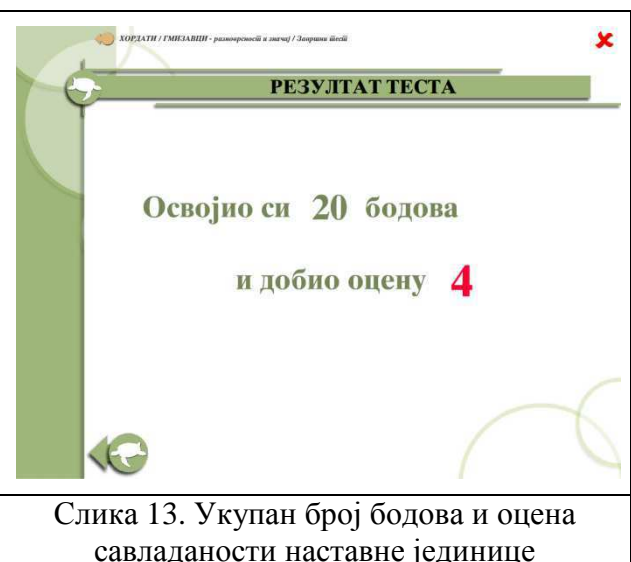 ХОРДАТИ / ГМИЗАВЦИ - разноврсност и значај / Завршни тест
РЕЗУЛТАТ ТЕСТА
Освојио си 20 бодова
и добио оцену 4
Слика 13. Укупан број бодова и оцена
савладаности наставне јединице